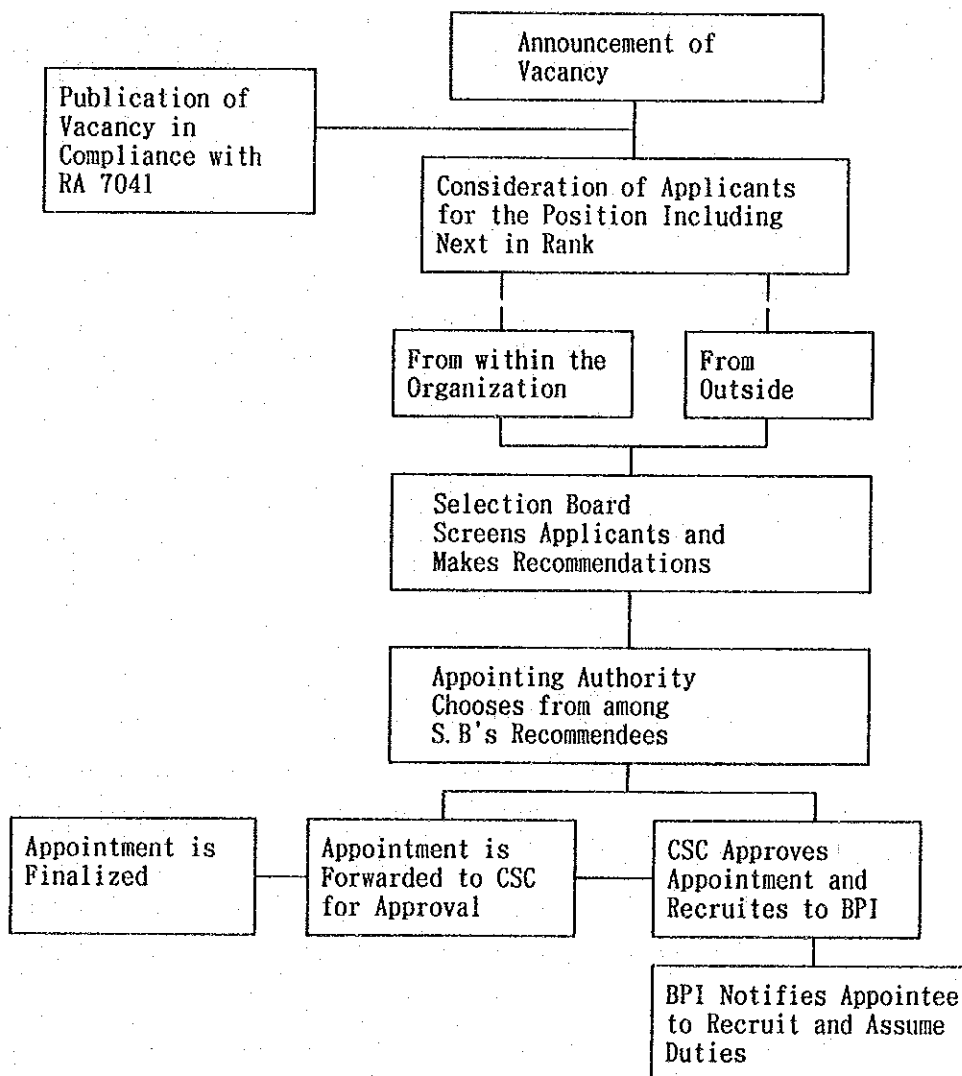 Announcement of
Vacancy
Publication of
Vacancy in
Compliance with
RA 7041
Consideration of Applicants
for the Position Including
Next in Rank
From within the
Organization
From
Outside
Selection Board
Screens Applicants and
Makes Recommendations
Appointing Authority
Chooses from among
S.B's Recommendees
Appointment is
Finalized
Appointment is
Forwarded to CSC
for Approval
CSC Approves
Appointment and
Recruites to BPI
BPI Notifies Appointee
to Recruit and Assume
Duties